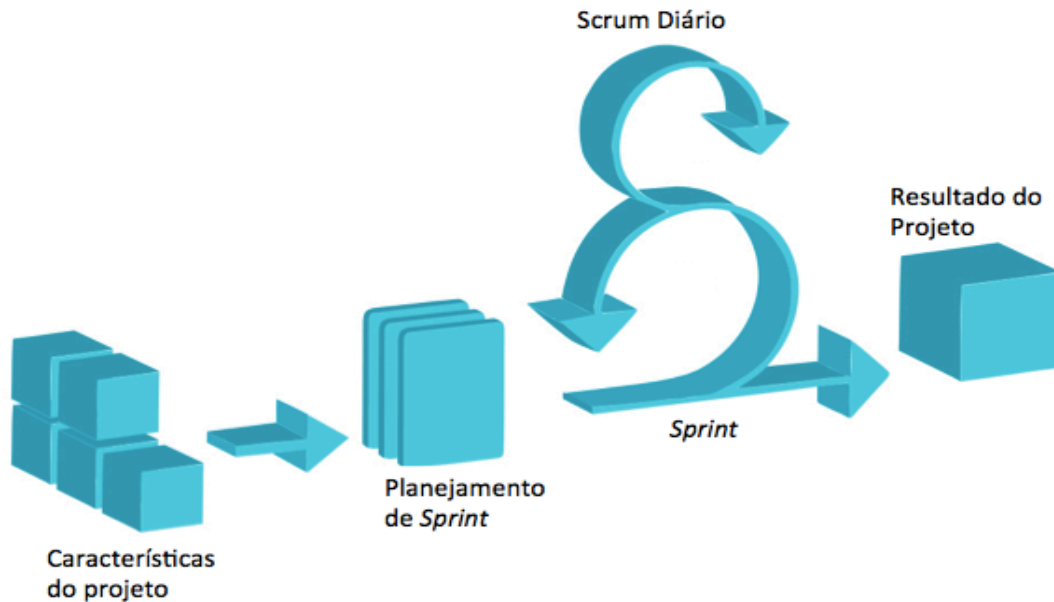 Scrum Diário
Resultado do
Projeto
Sprint
Planejamento
de Sprint
Características
do projeto